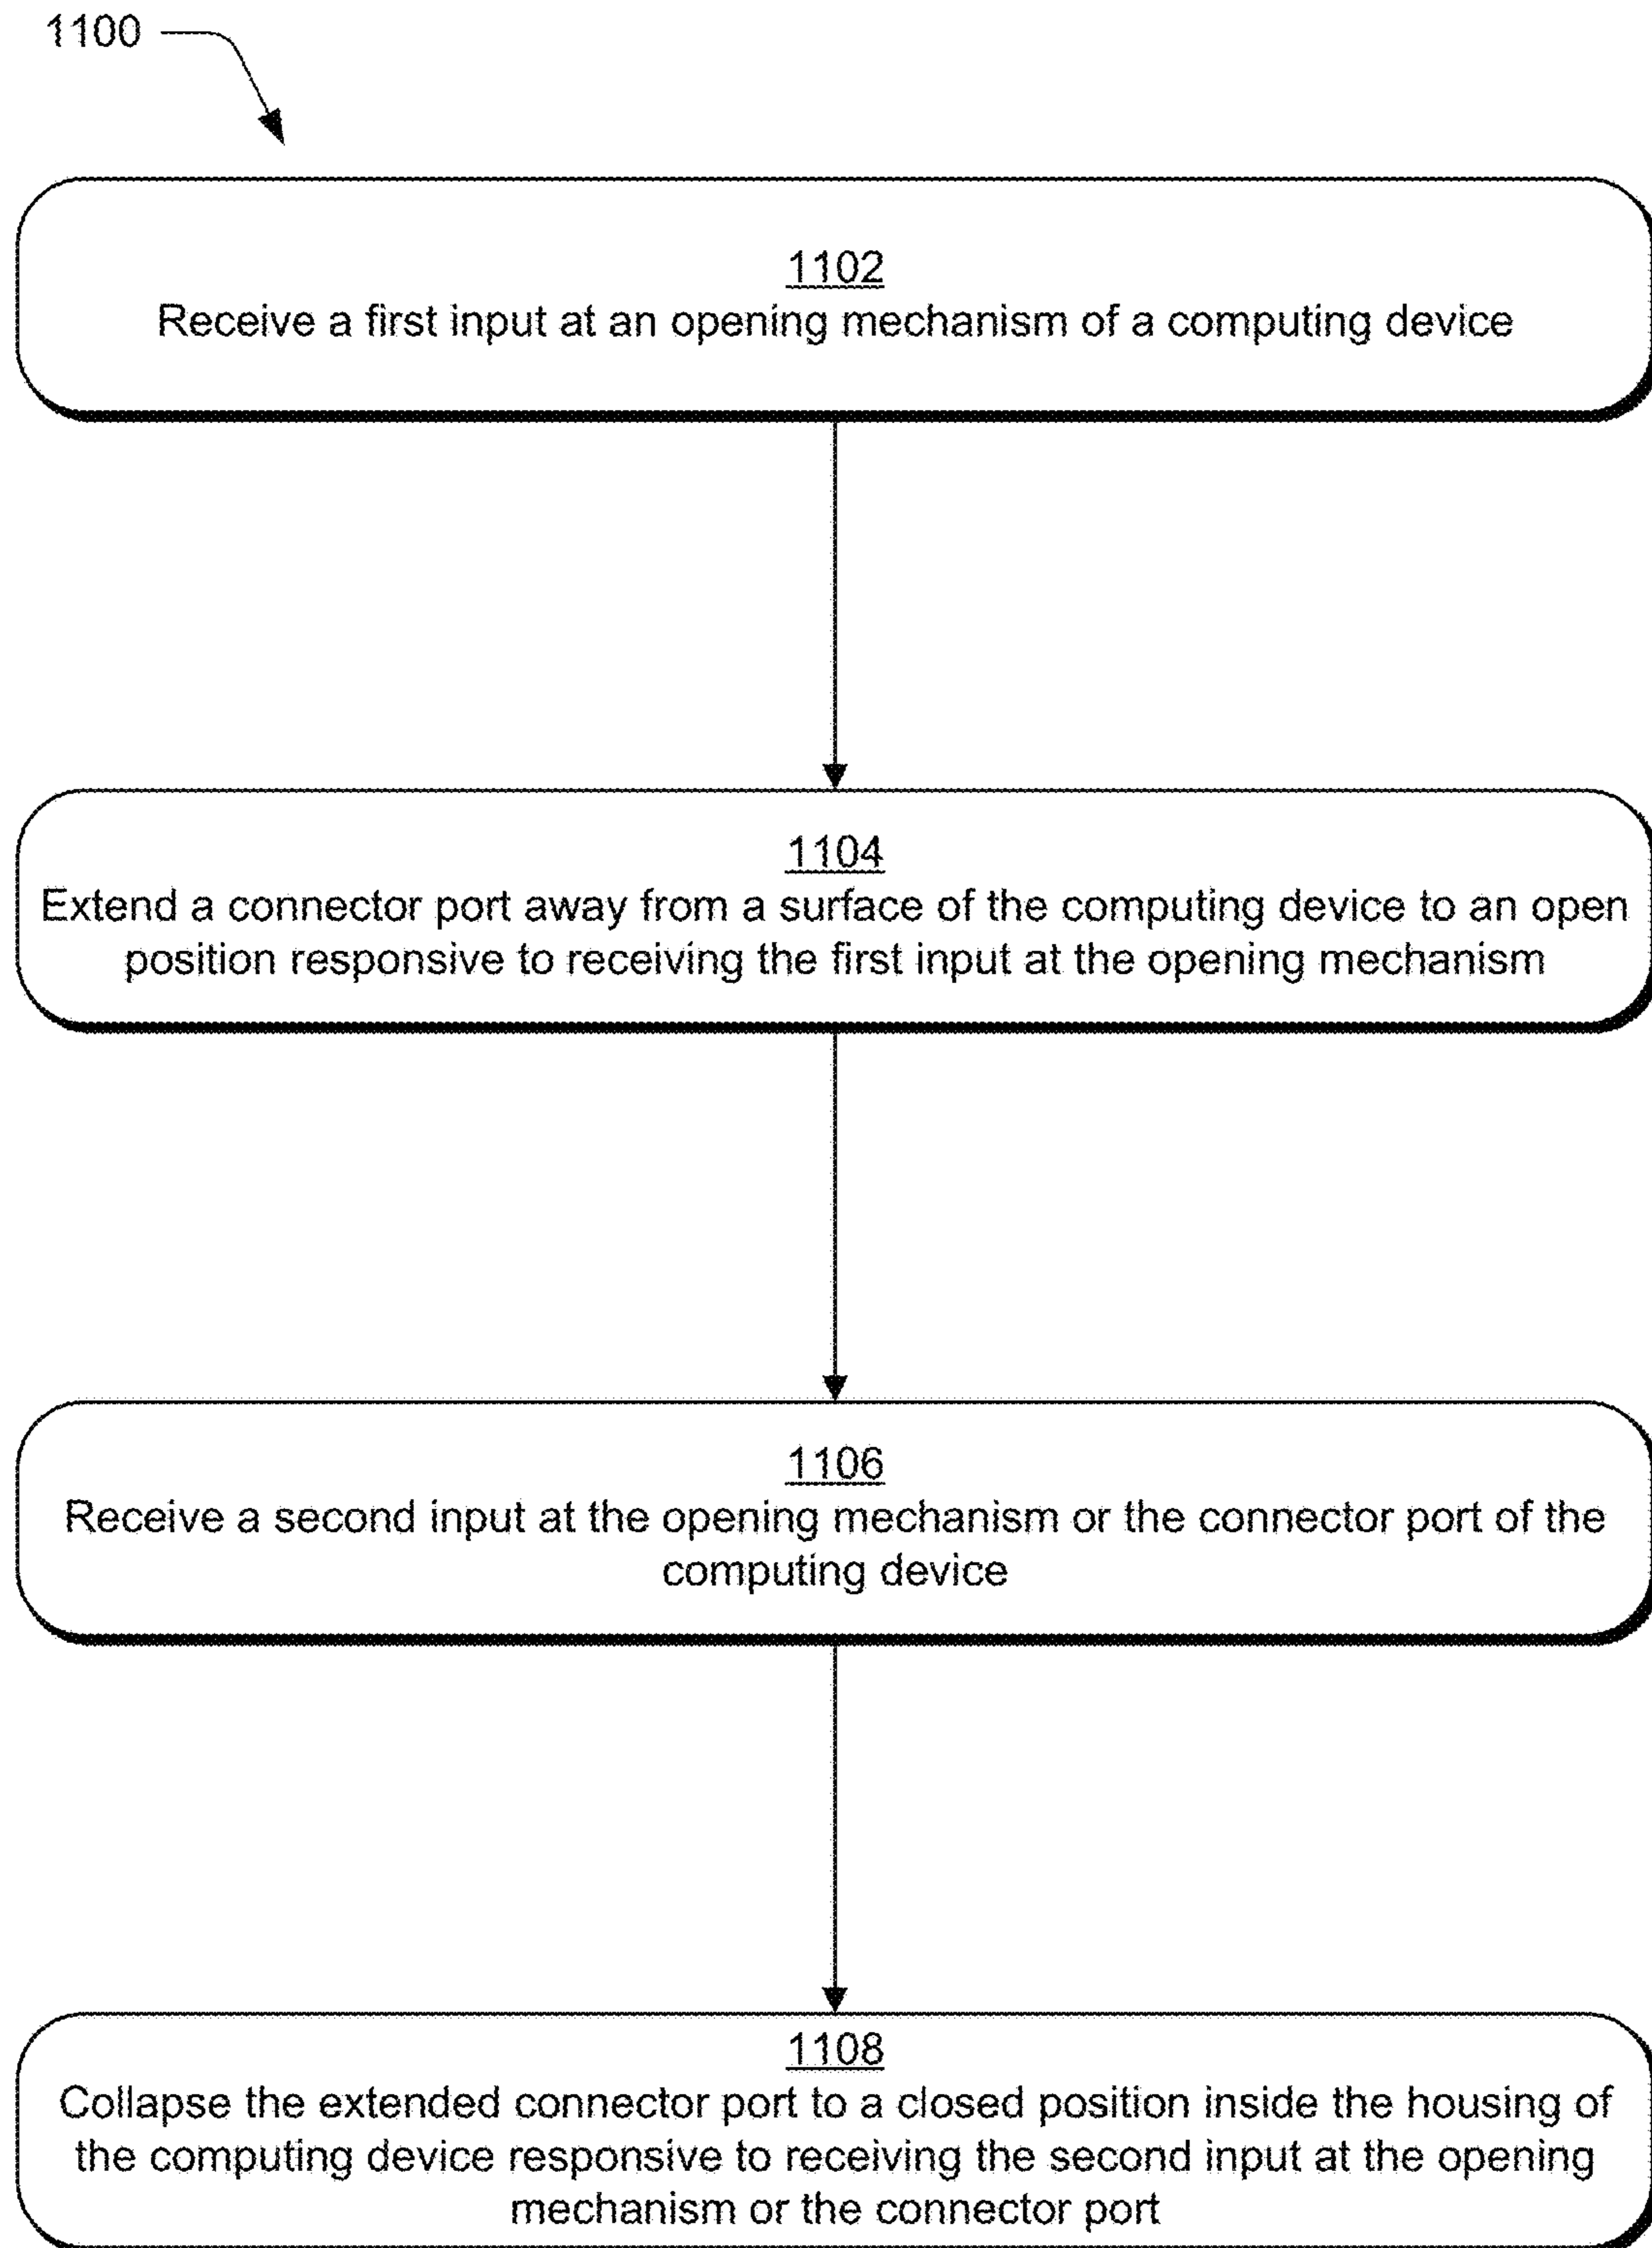 1100
1102
Receive a first input at an opening mechanism of a computing device
1104
Extend a connector port away from a surface of the computing device to an open
position responsive to receiving the first input at the opening mechanism
1106
Receive a second input at the opening mechanism or the connector port of the
computing device
1108
Collapse the extended connector port to a closed position inside the housing of
the computing device responsive to receiving the second input at the opening
mechanism or the connector port